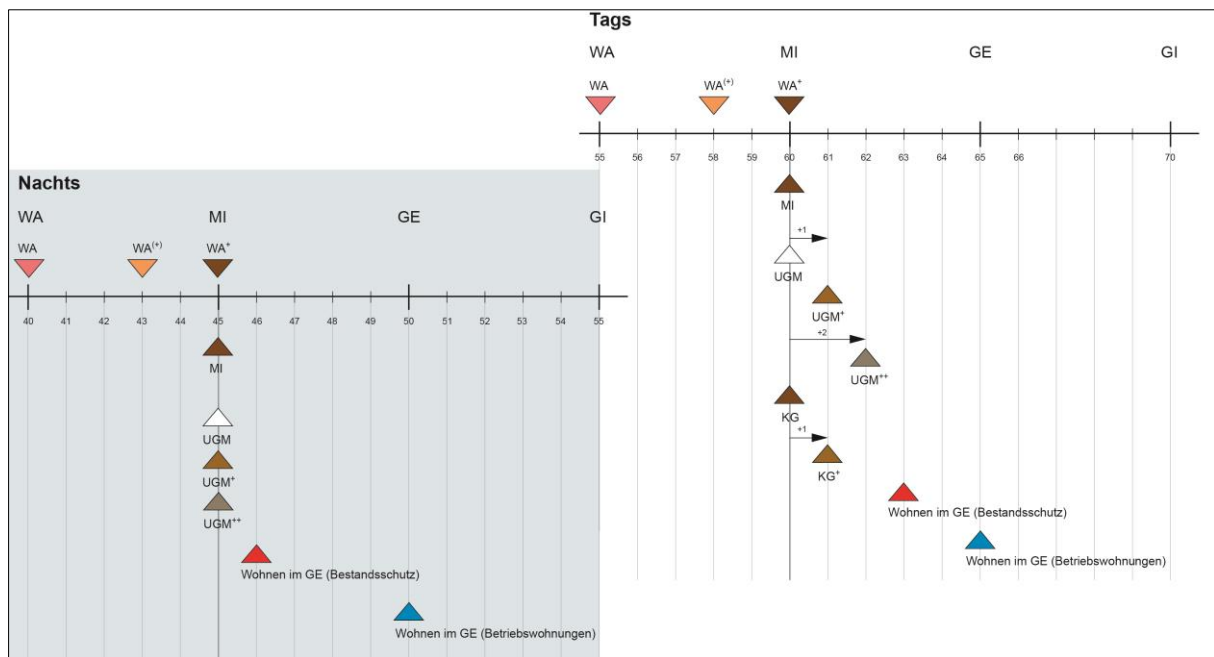 Tags
WA MI GE GI
WA WA(+) WA+
55 56 57 58 59 60 61 62 63 64 65 66 70
MI
+1
UGM
UGM+
+2
UGM++
KG
+1
KG+
Wohnen im GE (Bestandsschutz)
Wohnen im GE (Betriebswohnungen)
Nachts
WA MI GE GI
WA WA(+) WA+
40 41 42 43 44 45 46 47 48 49 50 51 52 53 54 55
MI
UGM
UGM+
UGM++
Wohnen im GE (Bestandsschutz)
Wohnen im GE (Betriebswohnungen)